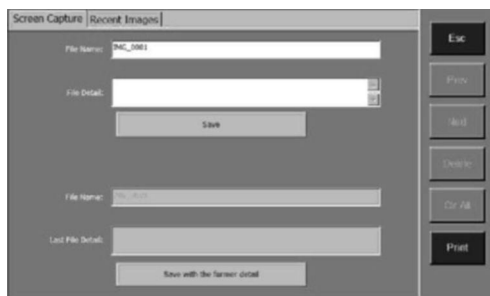 Screen Capture
Recent Images
File Name:
IMG_0001
File Detail:
Save
File Name:
Last File Detail:
Save with the former detail
Esc
Prev
Next
Delete
Clr All
Print